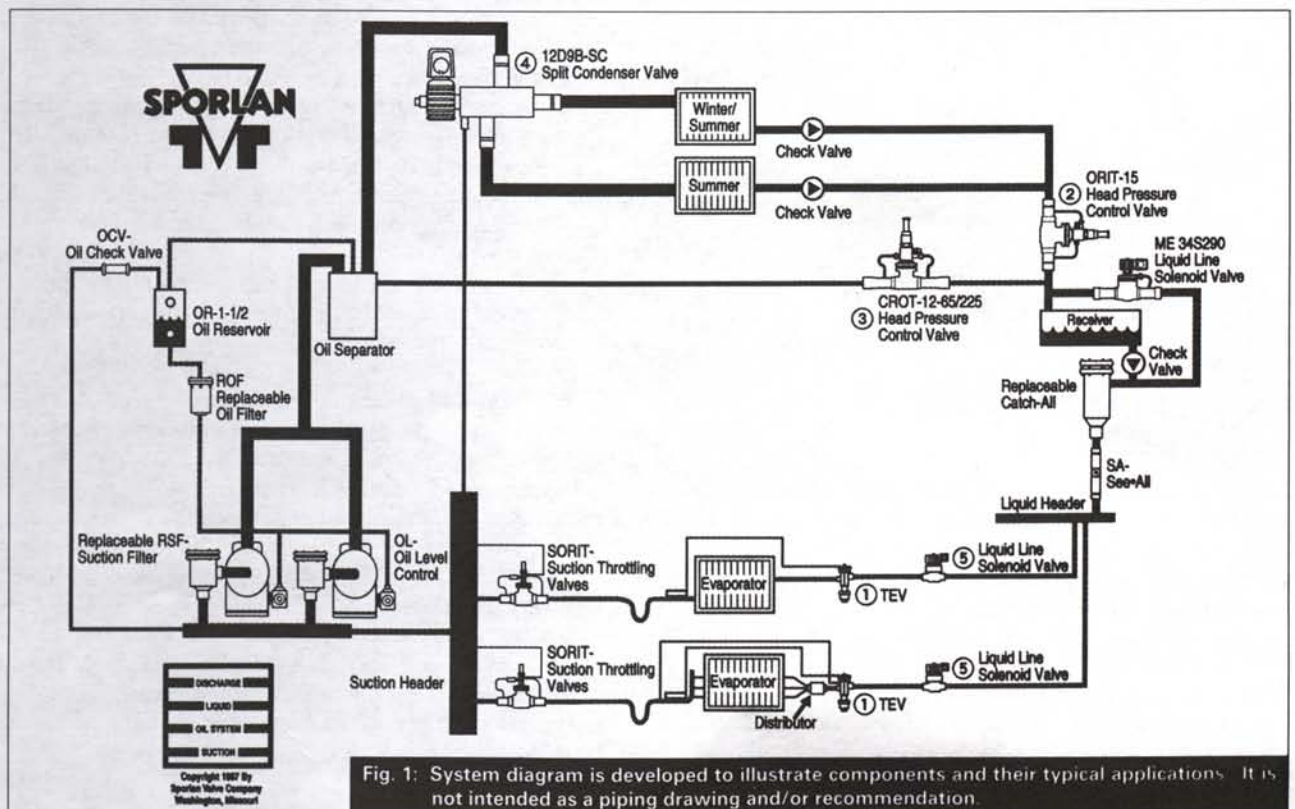 SPORLAN
④ 12D9B-SC
Split Condenser Valve
Winter/
Summer
Check Valve
Summer
Check Valve
ORIT-15
② Head Pressure
Control Valve
ME 34S290
Liquid Line
Solenoid Valve
OCV-
Oil Check Valve
OR-1-1/2
Oil Reservoir
Oil Separator
CROT-12-65/225
③ Head Pressure
Control Valve
Receiver
Check
Valve
ROF
Replaceable
Oil Filter
Replaceable
Catch-All
SA-
See•All
Liquid Header
Replaceable RSF-
Suction Filter
OL-
Oil Level
Control
SORIT-
Suction Throttling
Valves
Evaporator
① TEV
⑤ Liquid Line
Solenoid Valve
Suction Header
SORIT-
Suction Throttling
Valves
Evaporator
Distributor
① TEV
⑤ Liquid Line
Solenoid Valve
DISCHARGE
LIQUID
OIL SYSTEM
SUCTION
Copyright 1987 By
Sporlan Valve Company
Washington, Missouri
Fig. 1: System diagram is developed to illustrate components and their typical applications. It is
not intended as a piping drawing and/or recommendation.